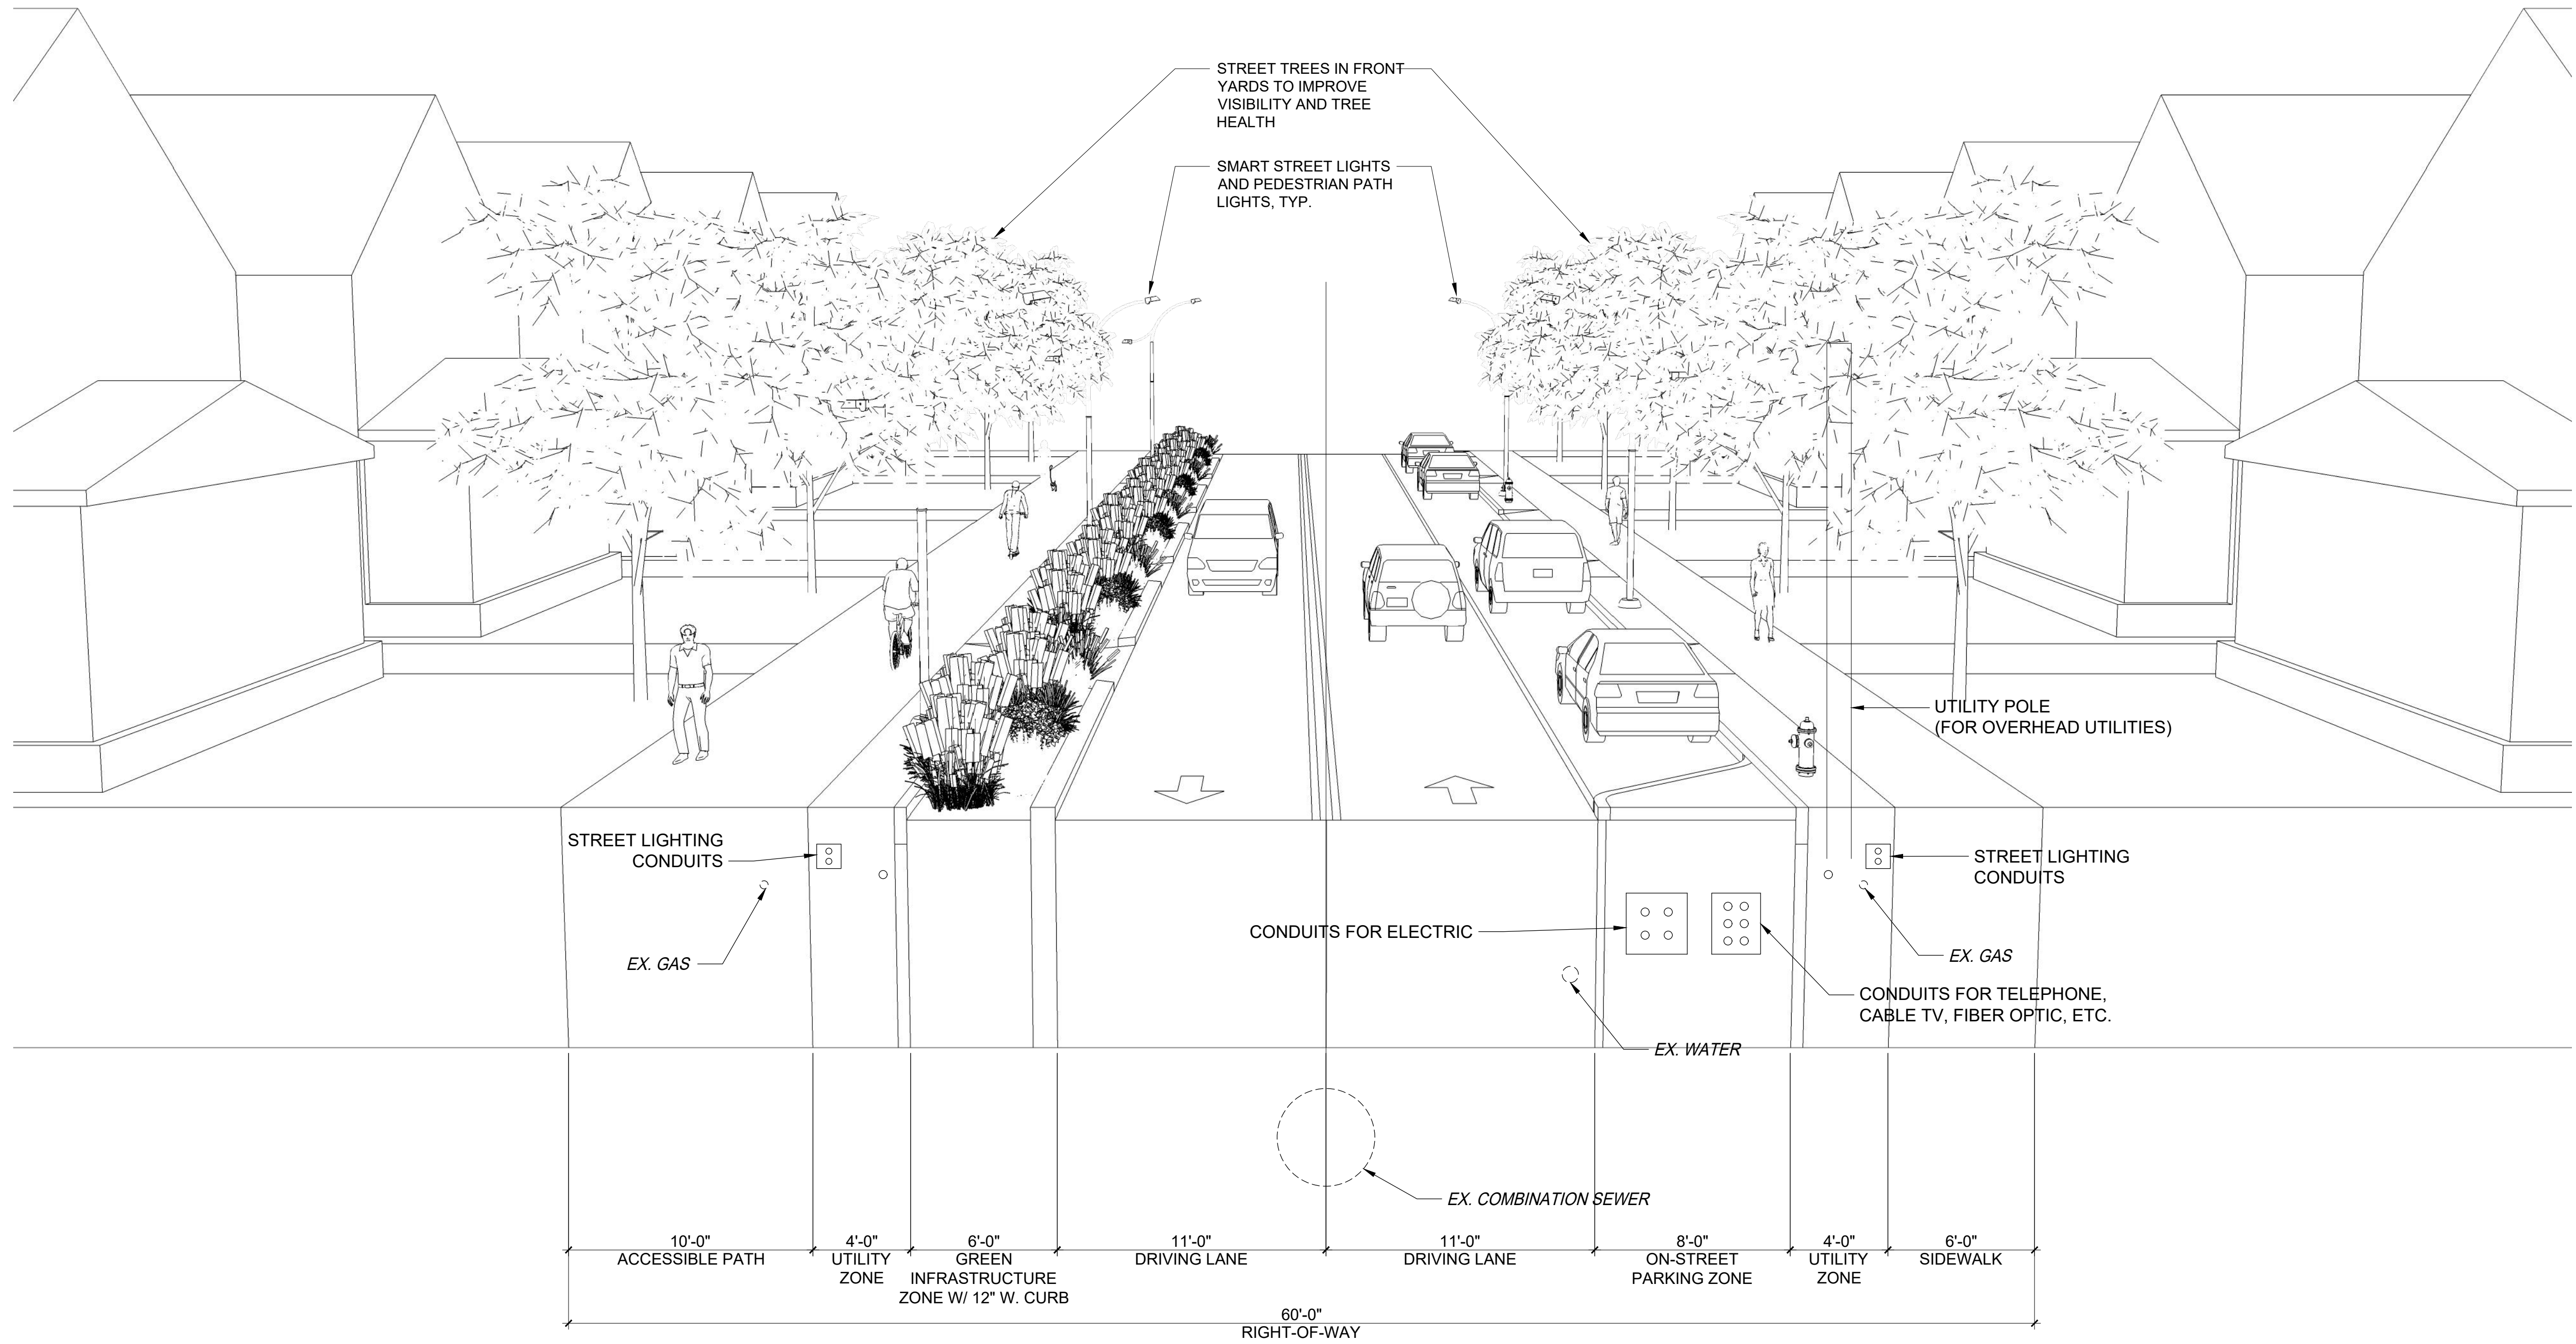 STREET TREES IN FRONT
YARDS TO IMPROVE
VISIBILITY AND TREE
HEALTH
SMART STREET LIGHTS
AND PEDESTRIAN PATH
LIGHTS, TYP.
UTILITY POLE
(FOR OVERHEAD UTILITIES)
STREET LIGHTING
CONDUITS
STREET LIGHTING
CONDUITS
CONDUITS FOR ELECTRIC
EX. GAS
EX. GAS
CONDUITS FOR TELEPHONE,
CABLE TV, FIBER OPTIC, ETC.
EX. WATER
EX. COMBINATION SEWER
10'-0"
ACCESSIBLE PATH
4'-0"
UTILITY
ZONE
6'-0"
GREEN
INFRASTRUCTURE
ZONE W/ 12" W. CURB
11'-0"
DRIVING LANE
11'-0"
DRIVING LANE
8'-0"
ON-STREET
PARKING ZONE
4'-0"
UTILITY
ZONE
6'-0"
SIDEWALK
60'-0"
RIGHT-OF-WAY